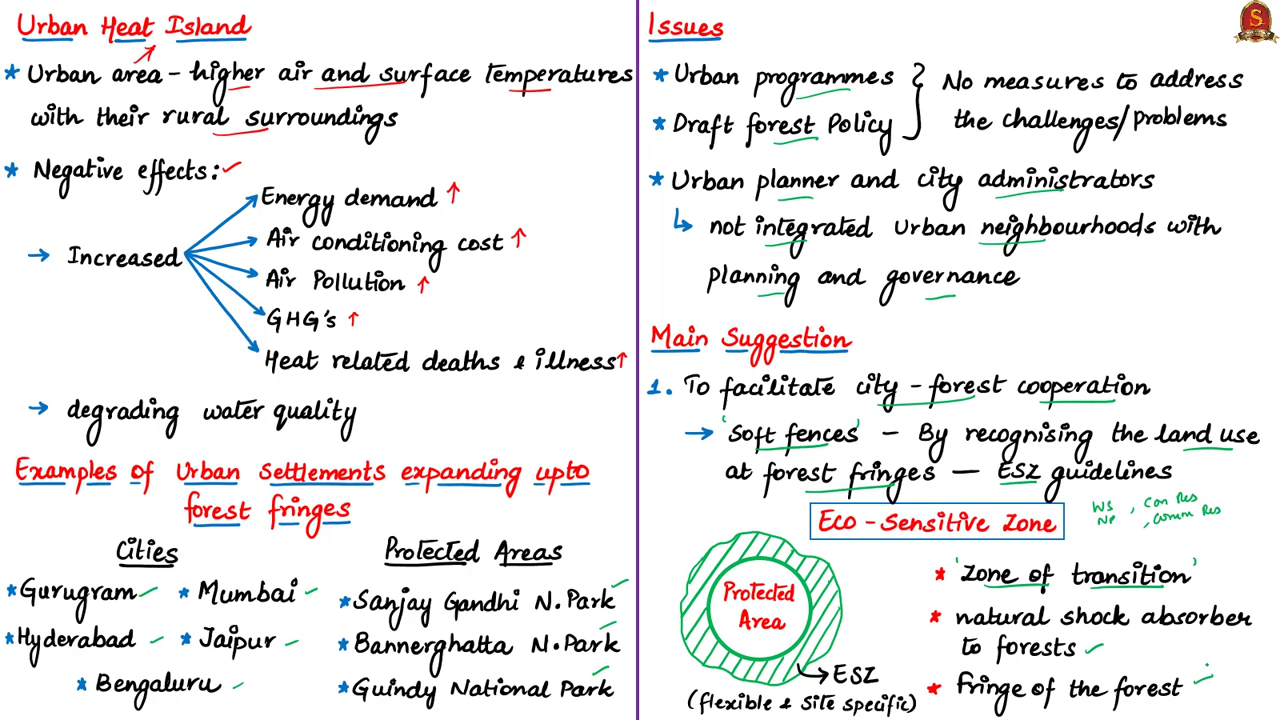 Urban Heat Island
* Urban area - higher air and surface temperatures
with their rural surroundings
* Negative effects:
→ Increased
Energy demand ↑
Air conditioning cost ↑
Air Pollution ↑
GHG's ↑
Heat related deaths & illness ↑
→ degrading water quality
Examples of Urban Settlements expanding upto
forest fringes
Cities
* Gurugram * Mumbai
* Hyderabad * Jaipur
* Bengaluru
Protected Areas
* Sanjay Gandhi N. Park
* Bannerghatta N. Park
* Guindy National Park
S
Issues
* Urban programmes
* Draft forest Policy
No measures to address
the challenges/problems
* Urban planner and city administrators
↳ not integrated urban neighbourhoods with
planning and governance
Main Suggestion
1. To facilitate city - forest cooperation
→ 'Soft fences' - By recognising the land use
at forest fringes — ESZ guidelines
WS , Con Res
NP , Comm Res
Eco-Sensitive Zone
Protected
Area
→ ESZ
(flexible & Site specific)
* 'Zone of transition'
* natural shock absorber
to forests
* Fringe of the forest